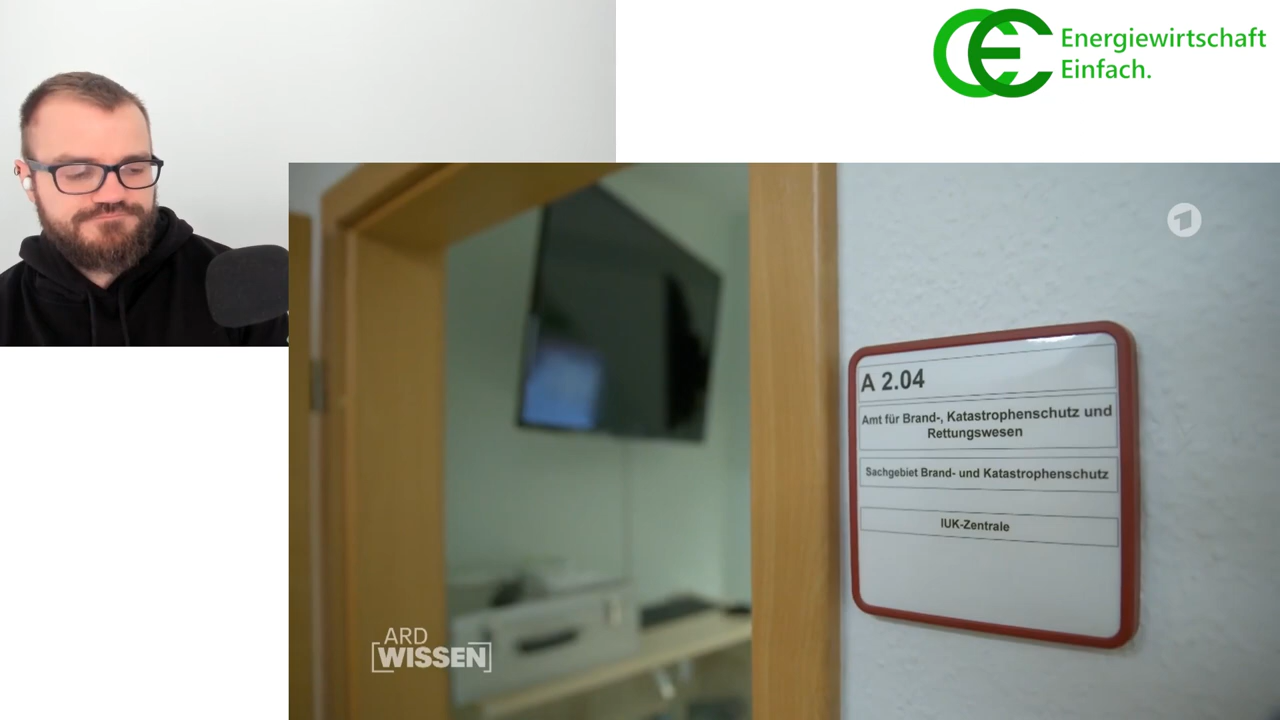 Energiewirtschaft
Einfach.
A 2.04
Amt für Brand-, Katastrophenschutz und
Rettungswesen
Sachgebiet Brand- und Katastrophenschutz
IUK-Zentrale
ARD
WISSEN